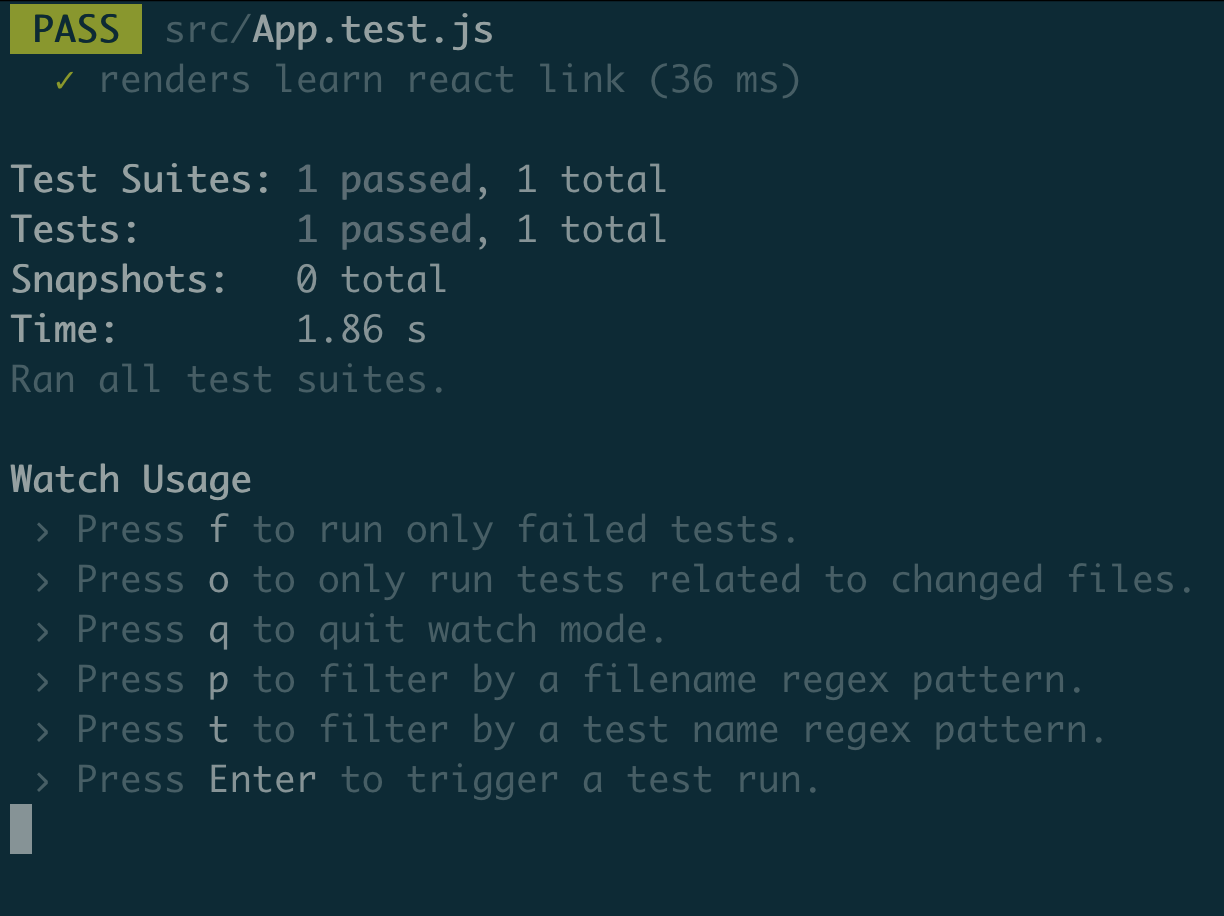 PASS src/App.test.js
✓ renders learn react link (36 ms)
Test Suites: 1 passed, 1 total
Tests: 1 passed, 1 total
Snapshots: 0 total
Time: 1.86 s
Ran all test suites.
Watch Usage
› Press f to run only failed tests.
› Press o to only run tests related to changed files.
› Press q to quit watch mode.
› Press p to filter by a filename regex pattern.
› Press t to filter by a test name regex pattern.
› Press Enter to trigger a test run.